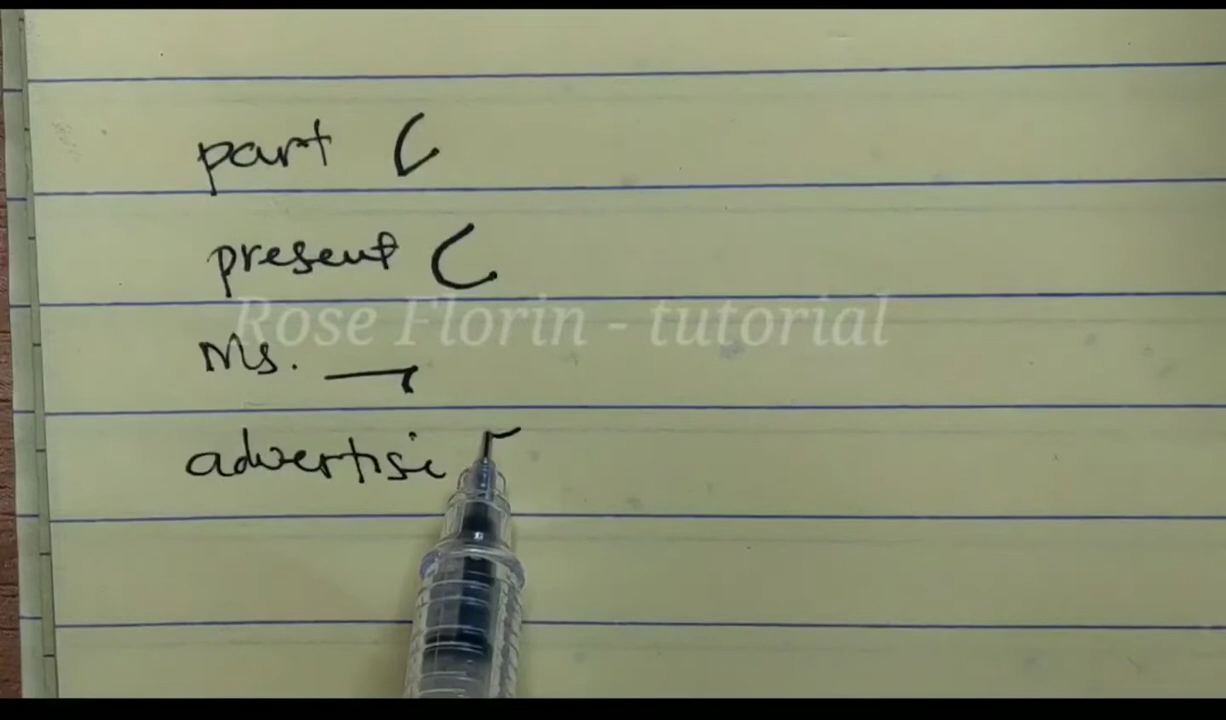 part
present
Rose Florin - tutorial
Ms.
advertise